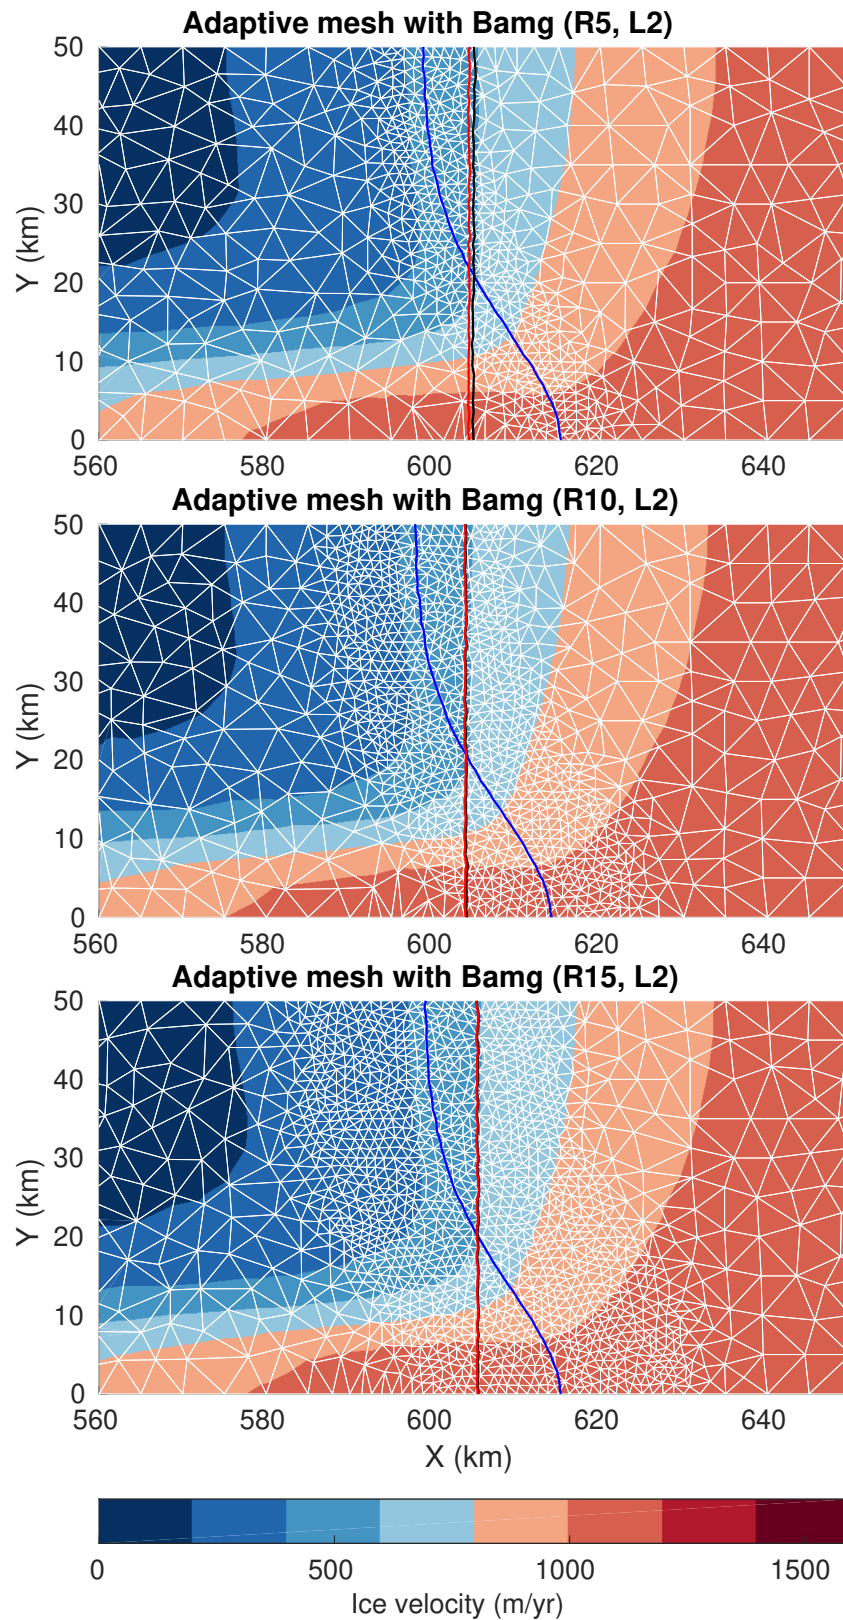 Adaptive mesh with Bamg (R5, L2)
50
40
30
20
10
0
Y (km)
560 580 600 620 640
Adaptive mesh with Bamg (R10, L2)
50
40
30
20
10
0
Y (km)
560 580 600 620 640
Adaptive mesh with Bamg (R15, L2)
50
40
30
20
10
0
Y (km)
560 580 600 620 640
X (km)
0 500 1000 1500
Ice velocity (m/yr)